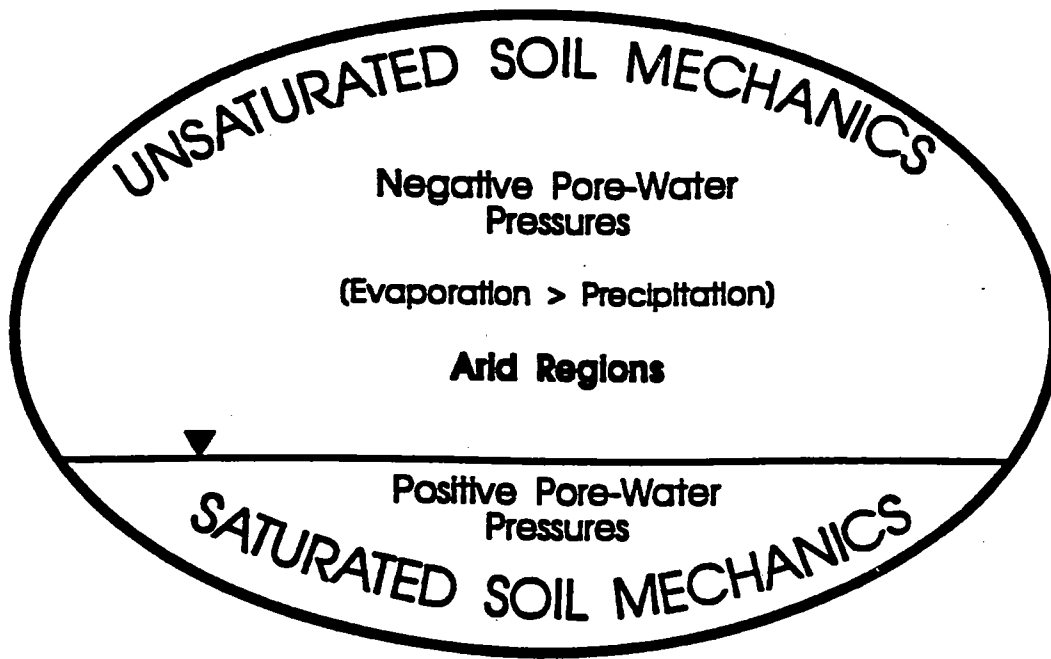 UNSATURATED SOIL MECHANICS
Negative Pore-Water
Pressures
(Evaporation > Precipitation)
Arid Regions
Positive Pore-Water
Pressures
SATURATED SOIL MECHANICS